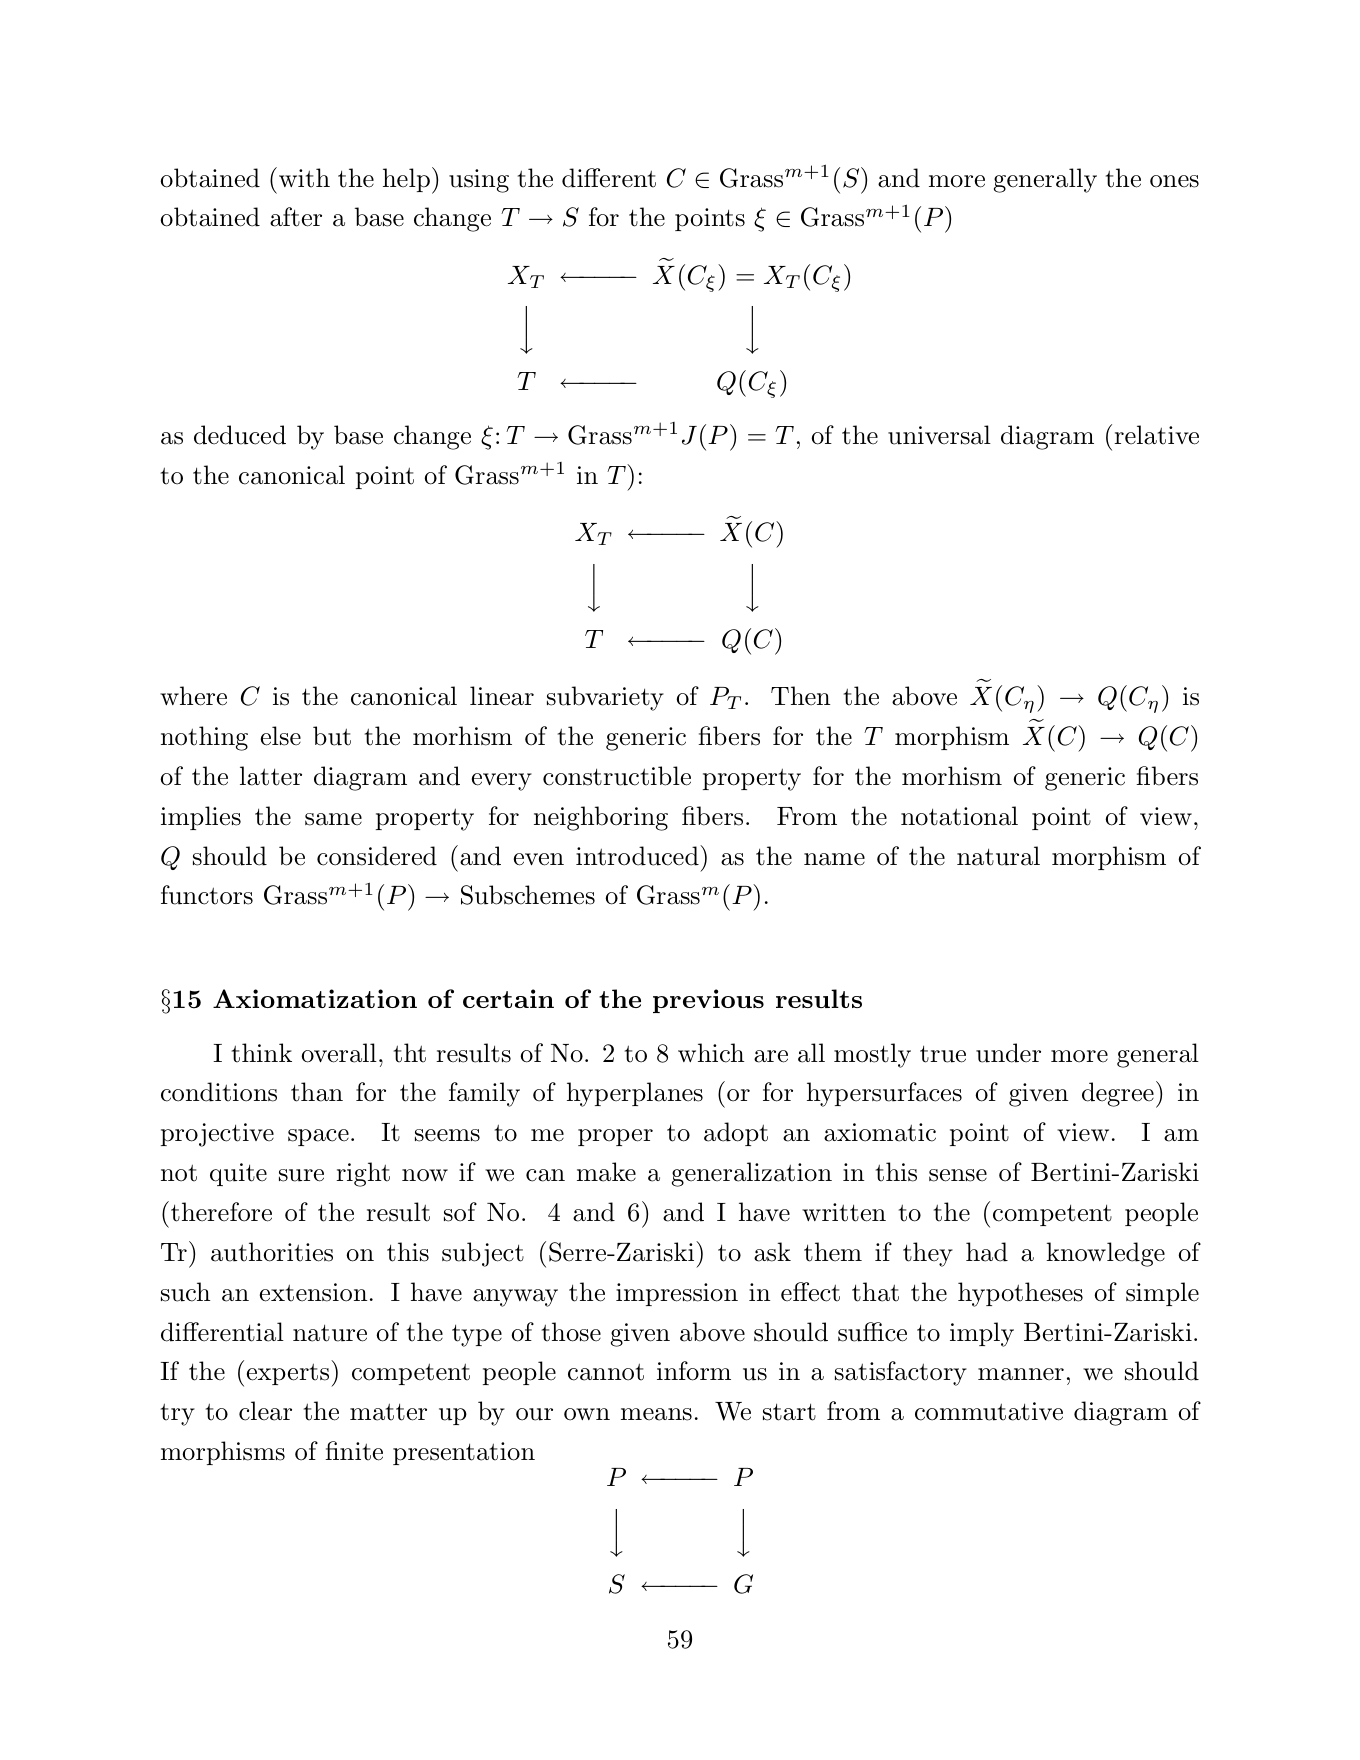 obtained (with the help) using the different C ∈ Grass^{m+1}(S) and more generally the ones
obtained after a base change T → S for the points ξ ∈ Grass^{m+1}(P)
X_T ← X̃(C_ξ) = X_T(C_ξ)
↓ ↓
T ← Q(C_ξ)
as deduced by base change ξ: T → Grass^{m+1}J(P) = T, of the universal diagram (relative
to the canonical point of Grass^{m+1} in T):
X_T ← X̃(C)
↓ ↓
T ← Q(C)
where C is the canonical linear subvariety of P_T. Then the above X̃(C_η) → Q(C_η) is
nothing else but the morhism of the generic fibers for the T morphism X̃(C) → Q(C)
of the latter diagram and every constructible property for the morhism of generic fibers
implies the same property for neighboring fibers. From the notational point of view,
Q should be considered (and even introduced) as the name of the natural morphism of
functors Grass^{m+1}(P) → Subschemes of Grass^m(P).
§15 Axiomatization of certain of the previous results
I think overall, tht results of No. 2 to 8 which are all mostly true under more general
conditions than for the family of hyperplanes (or for hypersurfaces of given degree) in
projective space. It seems to me proper to adopt an axiomatic point of view. I am
not quite sure right now if we can make a generalization in this sense of Bertini-Zariski
(therefore of the result sof No. 4 and 6) and I have written to the (competent people
Tr) authorities on this subject (Serre-Zariski) to ask them if they had a knowledge of
such an extension. I have anyway the impression in effect that the hypotheses of simple
differential nature of the type of those given above should suffice to imply Bertini-Zariski.
If the (experts) competent people cannot inform us in a satisfactory manner, we should
try to clear the matter up by our own means. We start from a commutative diagram of
morphisms of finite presentation
P ← P
↓ ↓
S ← G
59